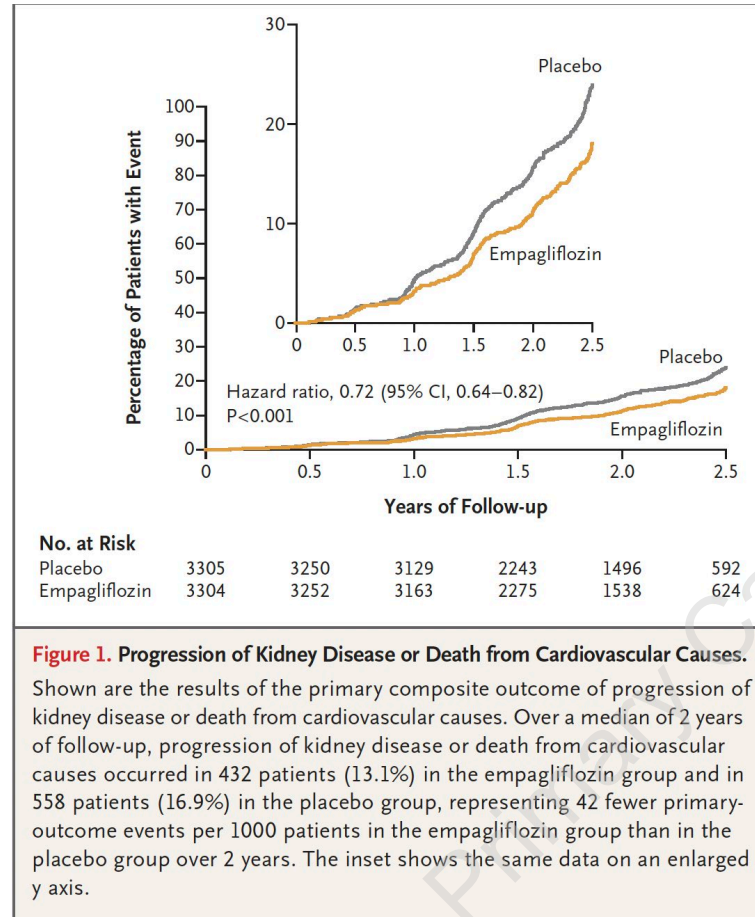 30
Placebo
20
10
Empagliflozin
0
0 0.5 1.0 1.5 2.0 2.5
Percentage of Patients with Event
100
90
80
70
60
50
40
30
20
10
0
Placebo
Hazard ratio, 0.72 (95% CI, 0.64–0.82)
P<0.001
Empagliflozin
0 0.5 1.0 1.5 2.0 2.5
Years of Follow-up
No. at Risk
Placebo 3305 3250 3129 2243 1496 592
Empagliflozin 3304 3252 3163 2275 1538 624
Figure 1. Progression of Kidney Disease or Death from Cardiovascular Causes.
Shown are the results of the primary composite outcome of progression of
kidney disease or death from cardiovascular causes. Over a median of 2 years
of follow-up, progression of kidney disease or death from cardiovascular
causes occurred in 432 patients (13.1%) in the empagliflozin group and in
558 patients (16.9%) in the placebo group, representing 42 fewer primary-
outcome events per 1000 patients in the empagliflozin group than in the
placebo group over 2 years. The inset shows the same data on an enlarged
y axis.
Primary